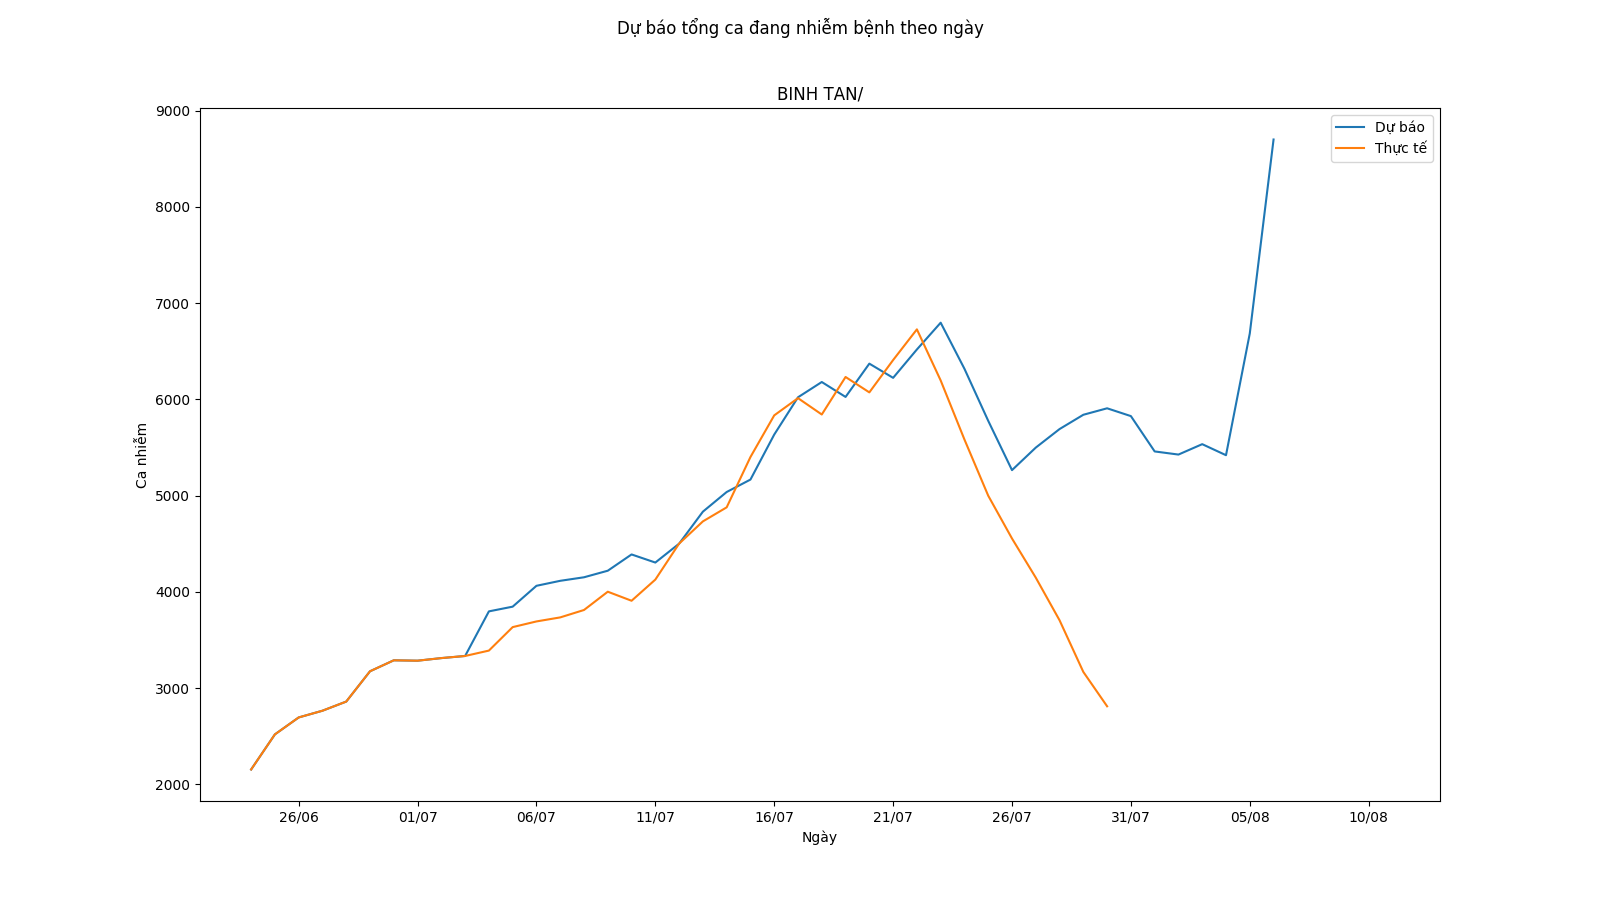 Dự báo tổng ca đang nhiễm bệnh theo ngày
BINH TAN/
Dự báo
Thực tế
9000
8000
7000
6000
5000
4000
3000
2000
Ca nhiễm
26/06 01/07 06/07 11/07 16/07 21/07 26/07 31/07 05/08 10/08
Ngày